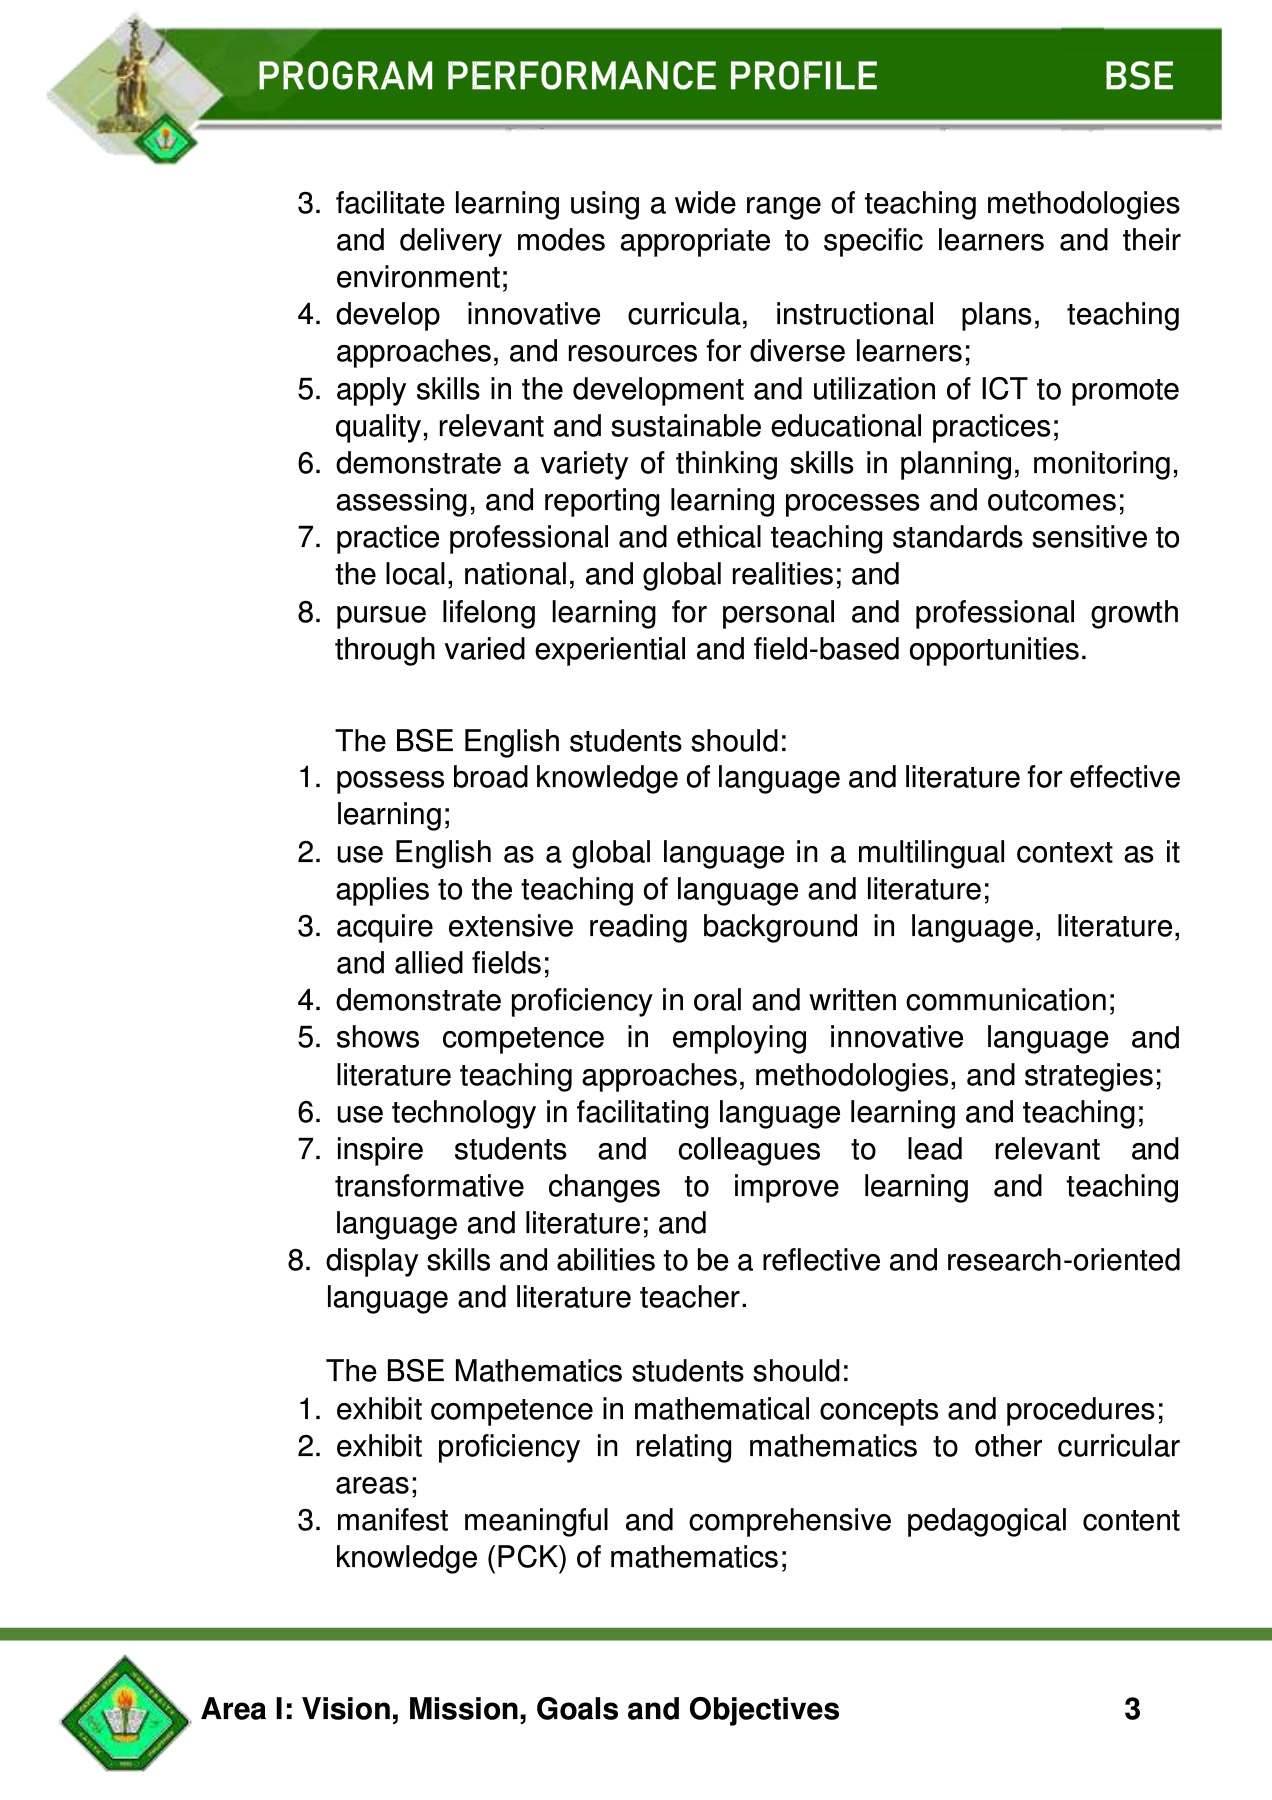 PROGRAM PERFORMANCE PROFILE BSE
3. facilitate learning using a wide range of teaching methodologies
and delivery modes appropriate to specific learners and their
environment;
4. develop innovative curricula, instructional plans, teaching
approaches, and resources for diverse learners;
5. apply skills in the development and utilization of ICT to promote
quality, relevant and sustainable educational practices;
6. demonstrate a variety of thinking skills in planning, monitoring,
assessing, and reporting learning processes and outcomes;
7. practice professional and ethical teaching standards sensitive to
the local, national, and global realities; and
8. pursue lifelong learning for personal and professional growth
through varied experiential and field-based opportunities.
The BSE English students should:
1. possess broad knowledge of language and literature for effective
learning;
2. use English as a global language in a multilingual context as it
applies to the teaching of language and literature;
3. acquire extensive reading background in language, literature,
and allied fields;
4. demonstrate proficiency in oral and written communication;
5. shows competence in employing innovative language and
literature teaching approaches, methodologies, and strategies;
6. use technology in facilitating language learning and teaching;
7. inspire students and colleagues to lead relevant and
transformative changes to improve learning and teaching
language and literature; and
8. display skills and abilities to be a reflective and research-oriented
language and literature teacher.
The BSE Mathematics students should:
1. exhibit competence in mathematical concepts and procedures;
2. exhibit proficiency in relating mathematics to other curricular
areas;
3. manifest meaningful and comprehensive pedagogical content
knowledge (PCK) of mathematics;
Area I: Vision, Mission, Goals and Objectives 3